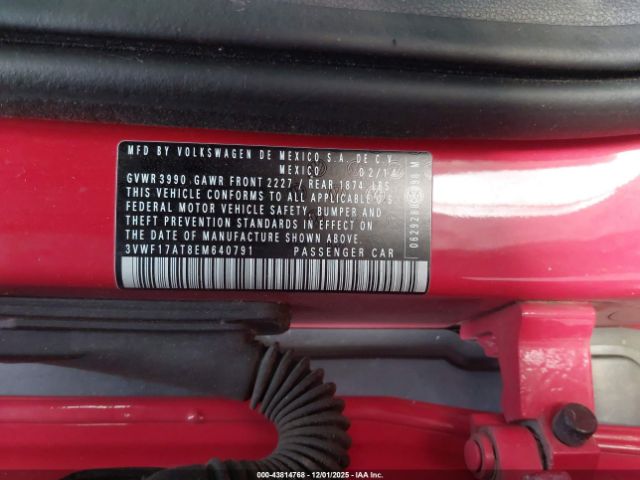 MFD BY VOLKSWAGEN DE MEXICO S.A. DE C.V.
MEXICO 02/14
GVWR 3990 GAWR FRONT 2227 / REAR 1874 LBS
THIS VEHICLE CONFORMS TO ALL APPLICABLE U.S.
FEDERAL MOTOR VEHICLE SAFETY, BUMPER AND
THEFT PREVENTION STANDARDS IN EFFECT ON
THE DATE OF MANUFACTURE SHOWN ABOVE.
3VWF17AT8EM640791 PASSENGER CAR
000-43814768 - 12/01/2025 - IAA Inc.